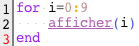 1 for i=0:9
2     afficher(i)
3 end